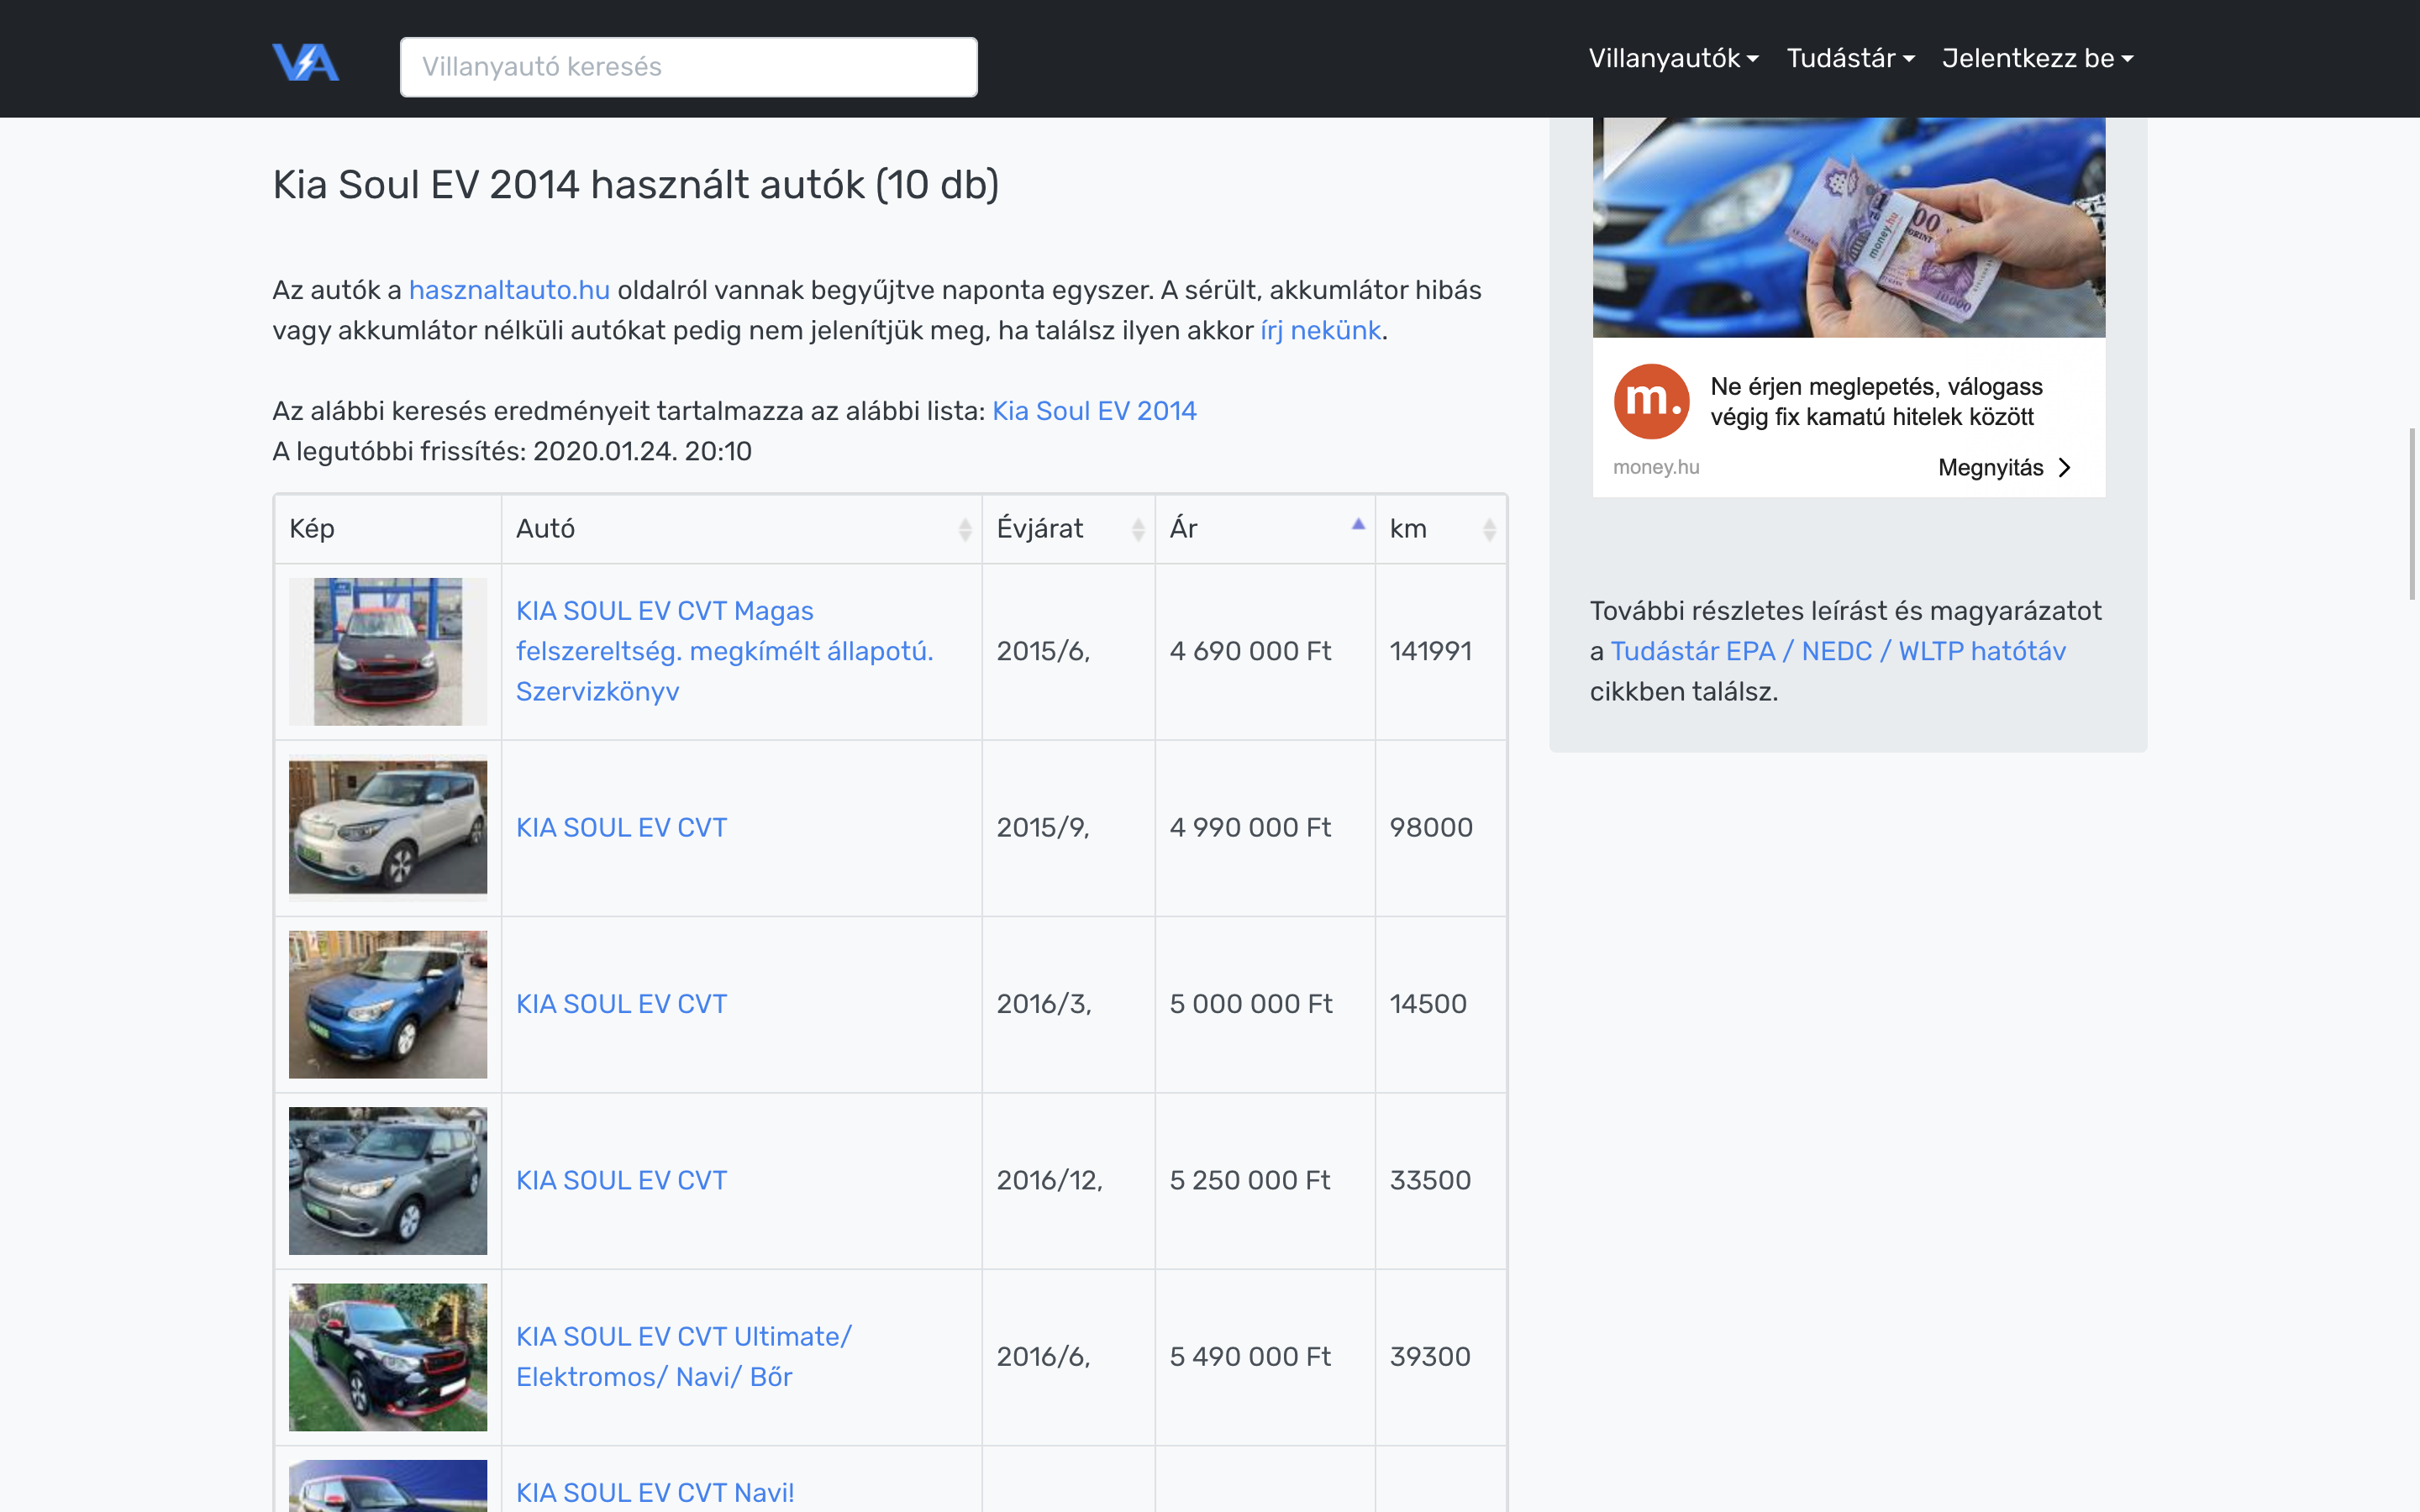 VA
Villanyautó keresés
Villanyautók
Tudástár
Jelentkezz be
Kia Soul EV 2014 használt autók (10 db)
Az autók a hasznaltauto.hu oldalról vannak begyűjtve naponta egyszer. A sérült, akkumlátor hibás
vagy akkumlátor nélküli autókat pedig nem jelenítjük meg, ha találsz ilyen akkor írj nekünk.
Az alábbi keresés eredményeit tartalmazza az alábbi lista: Kia Soul EV 2014
A legutóbbi frissítés: 2020.01.24. 20:10
Kép Autó Évjárat Ár km
KIA SOUL EV CVT Magas
felszereltség. megkímélt állapotú.
Szervizkönyv
2015/6, 4 690 000 Ft 141991
KIA SOUL EV CVT 2015/9, 4 990 000 Ft 98000
KIA SOUL EV CVT 2016/3, 5 000 000 Ft 14500
KIA SOUL EV CVT 2016/12, 5 250 000 Ft 33500
KIA SOUL EV CVT Ultimate/
Elektromos/ Navi/ Bőr
2016/6, 5 490 000 Ft 39300
KIA SOUL EV CVT Navi!
money.hu
00
FORINT
10000
m.
Ne érjen meglepetés, válogass
végig fix kamatú hitelek között
money.hu
Megnyitás
További részletes leírást és magyarázatot
a Tudástár EPA / NEDC / WLTP hatótáv
cikkben találsz.